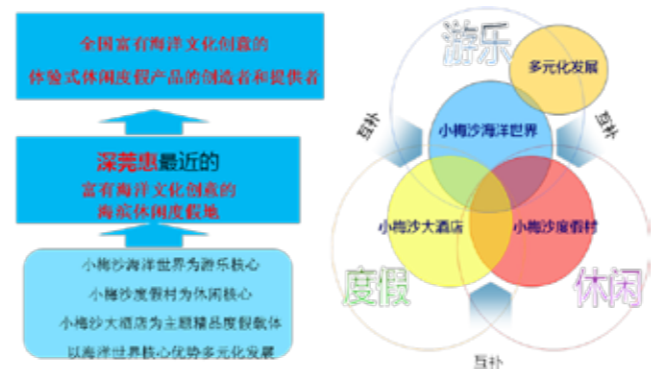 全国富有海洋文化创意的
体验式休闲度假产品的创造者和提供者
深莞惠最近的
富有海洋文化创意的
海滨休闲度假地
小梅沙海洋世界为游乐核心
小梅沙度假村为休闲核心
小梅沙大酒店为主题精品度假载体
以海洋世界核心优势多元化发展
游乐
多元化发展
互补
互补
小梅沙海洋世界
小梅沙大酒店
小梅沙度假村
度假
休闲
互补